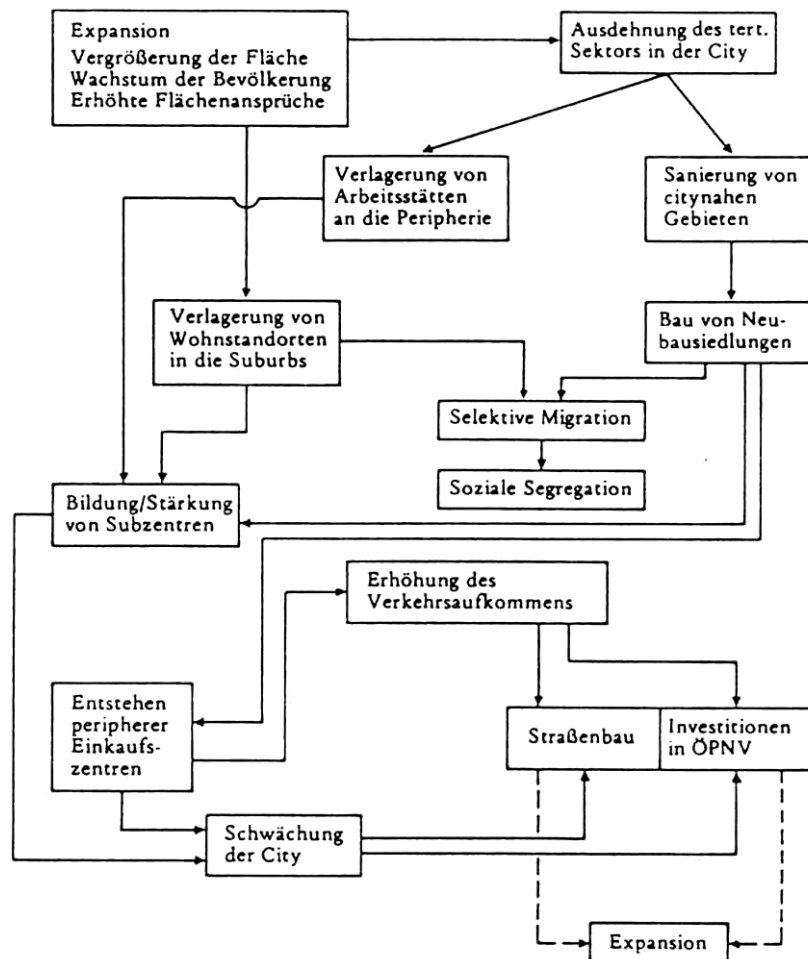 Expansion
Vergrößerung der Fläche
Wachstum der Bevölkerung
Erhöhte Flächenansprüche
Ausdehnung des tert.
Sektors in der City
Verlagerung von
Arbeitsstätten
an die Peripherie
Sanierung von
citynahen
Gebieten
Verlagerung von
Wohnstandorten
in die Suburbs
Bau von Neu-
bausiedlungen
Selektive Migration
Soziale Segregation
Bildung/Stärkung
von Subzentren
Erhöhung des
Verkehrsaufkommens
Entstehen
peripherer
Einkaufs-
zentren
Straßenbau
Investitionen
in ÖPNV
Schwächung
der City
Expansion